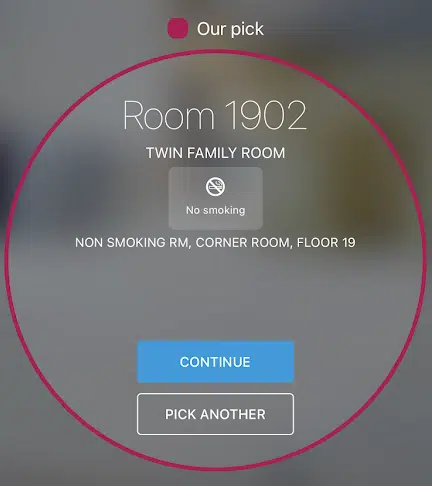 Our pick
Room 1902
TWIN FAMILY ROOM
No smoking
NON SMOKING RM, CORNER ROOM, FLOOR 19
CONTINUE
PICK ANOTHER